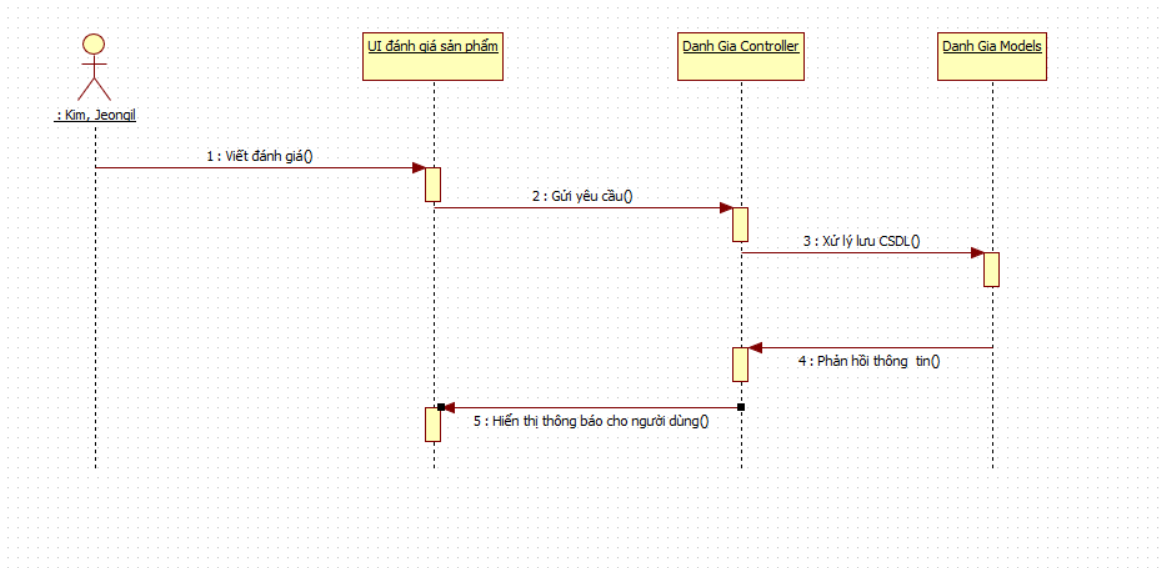 UI đánh giá sản phẩm
Danh Gia Controller
Danh Gia Models
: Kim, Jeongil
1 : Viết đánh giá()
2 : Gửi yêu cầu()
3 : Xử lý lưu CSDL()
4 : Phản hồi thông tin()
5 : Hiển thị thông báo cho người dùng()